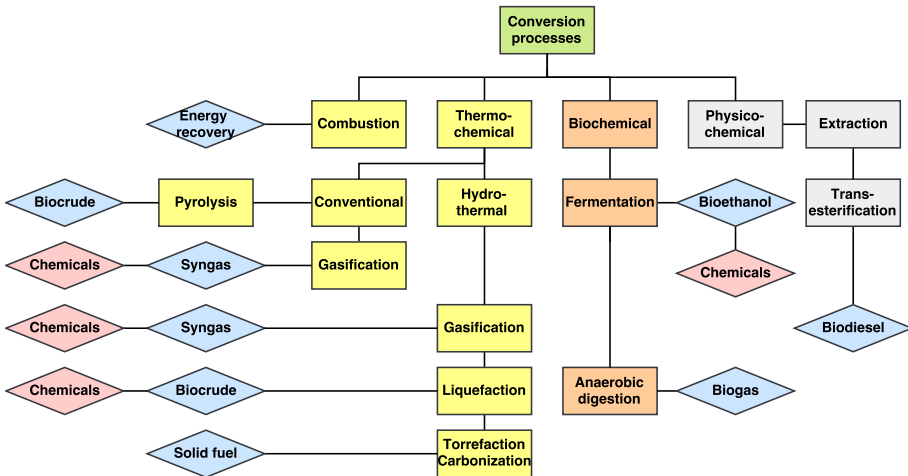 Conversion
processes
Energy
recovery
Combustion
Thermo-
chemical
Biochemical
Physico-
chemical
Extraction
Biocrude
Pyrolysis
Conventional
Hydro-
thermal
Fermentation
Bioethanol
Trans-
esterification
Chemicals
Syngas
Gasification
Chemicals
Chemicals
Syngas
Gasification
Biodiesel
Chemicals
Biocrude
Liquefaction
Anaerobic
digestion
Biogas
Solid fuel
Torrefaction
Carbonization